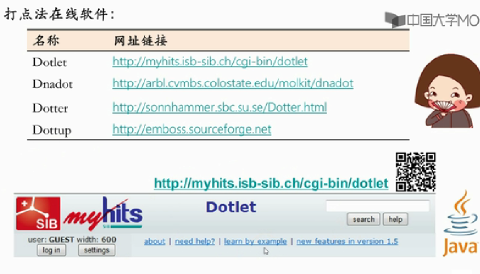 打点法在线软件：
中国大学MO
名称 网址链接
Dotlet http://myhits.isb-sib.ch/cgi-bin/dotlet
Dnadot http://arbl.cvmbs.colostate.edu/molkit/dnadot
Dotter http://sonnhammer.sbc.su.se/Dotter.html
Dottup http://emboss.sourceforge.net
http://myhits.isb-sib.ch/cgi-bin/dotlet
SIB myhits Dotlet
search help
user: GUEST width: 600 about | need help? | learn by example | new features in version 1.5
log in settings
Java